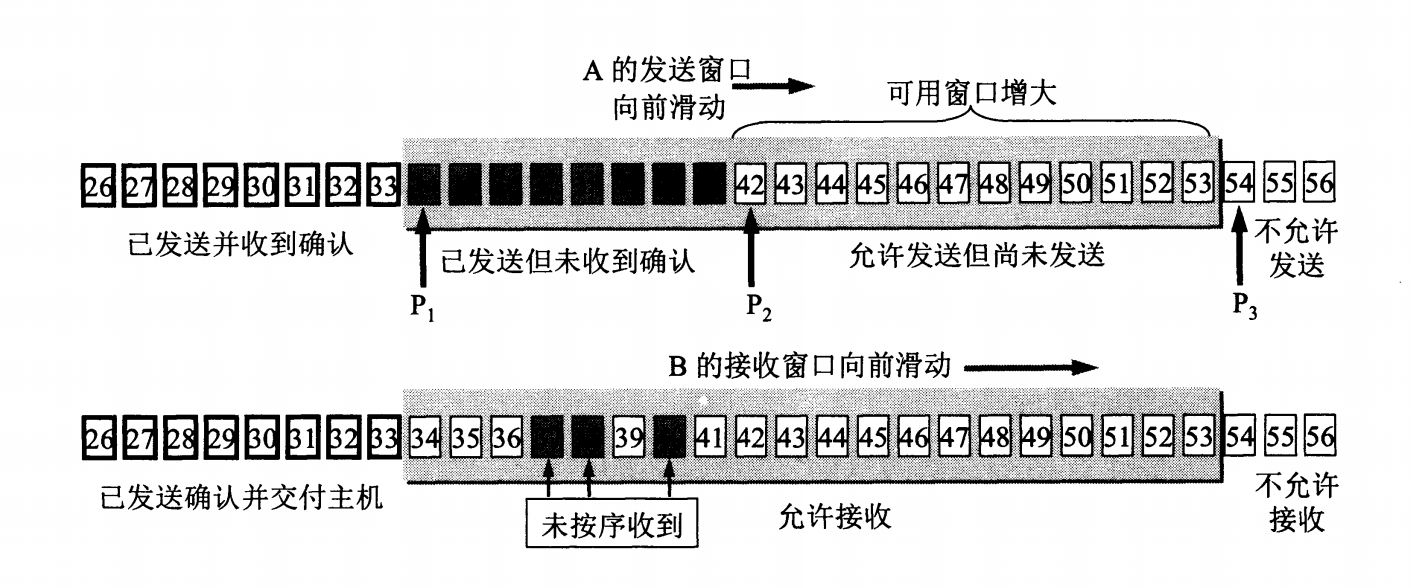 A 的发送窗口
向前滑动
可用窗口增大
26 27 28 29 30 31 32 33 42 43 44 45 46 47 48 49 50 51 52 53 54 55 56
已发送并收到确认
已发送但未收到确认
允许发送但尚未发送
不允许
发送
P1
P2
P3
B 的接收窗口向前滑动
26 27 28 29 30 31 32 33 34 35 36 39 41 42 43 44 45 46 47 48 49 50 51 52 53 54 55 56
已发送确认并交付主机
未按序收到
允许接收
不允许
接收